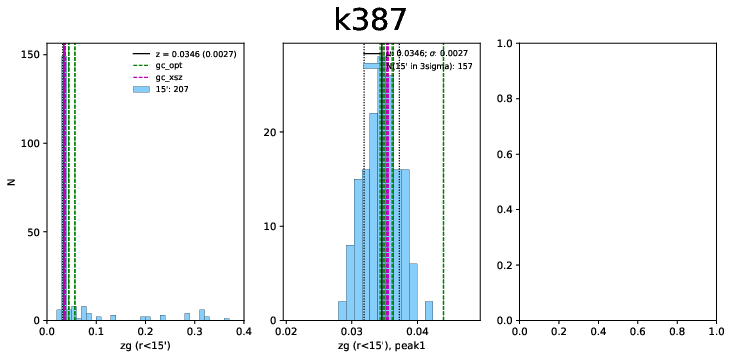 k387
z = 0.0346 (0.0027)
gc_opt
gc_xsz
15': 207
N
150
100
50
0
0.0 0.1 0.2 0.3 0.4
zg (r<15')
: 0.0346; σ: 0.0027
N(15' in 3sigma): 157
20
10
0
0.02 0.03 0.04
zg (r<15'), peak1
1.0
0.8
0.6
0.4
0.2
0.0
0.0 0.2 0.4 0.6 0.8 1.0